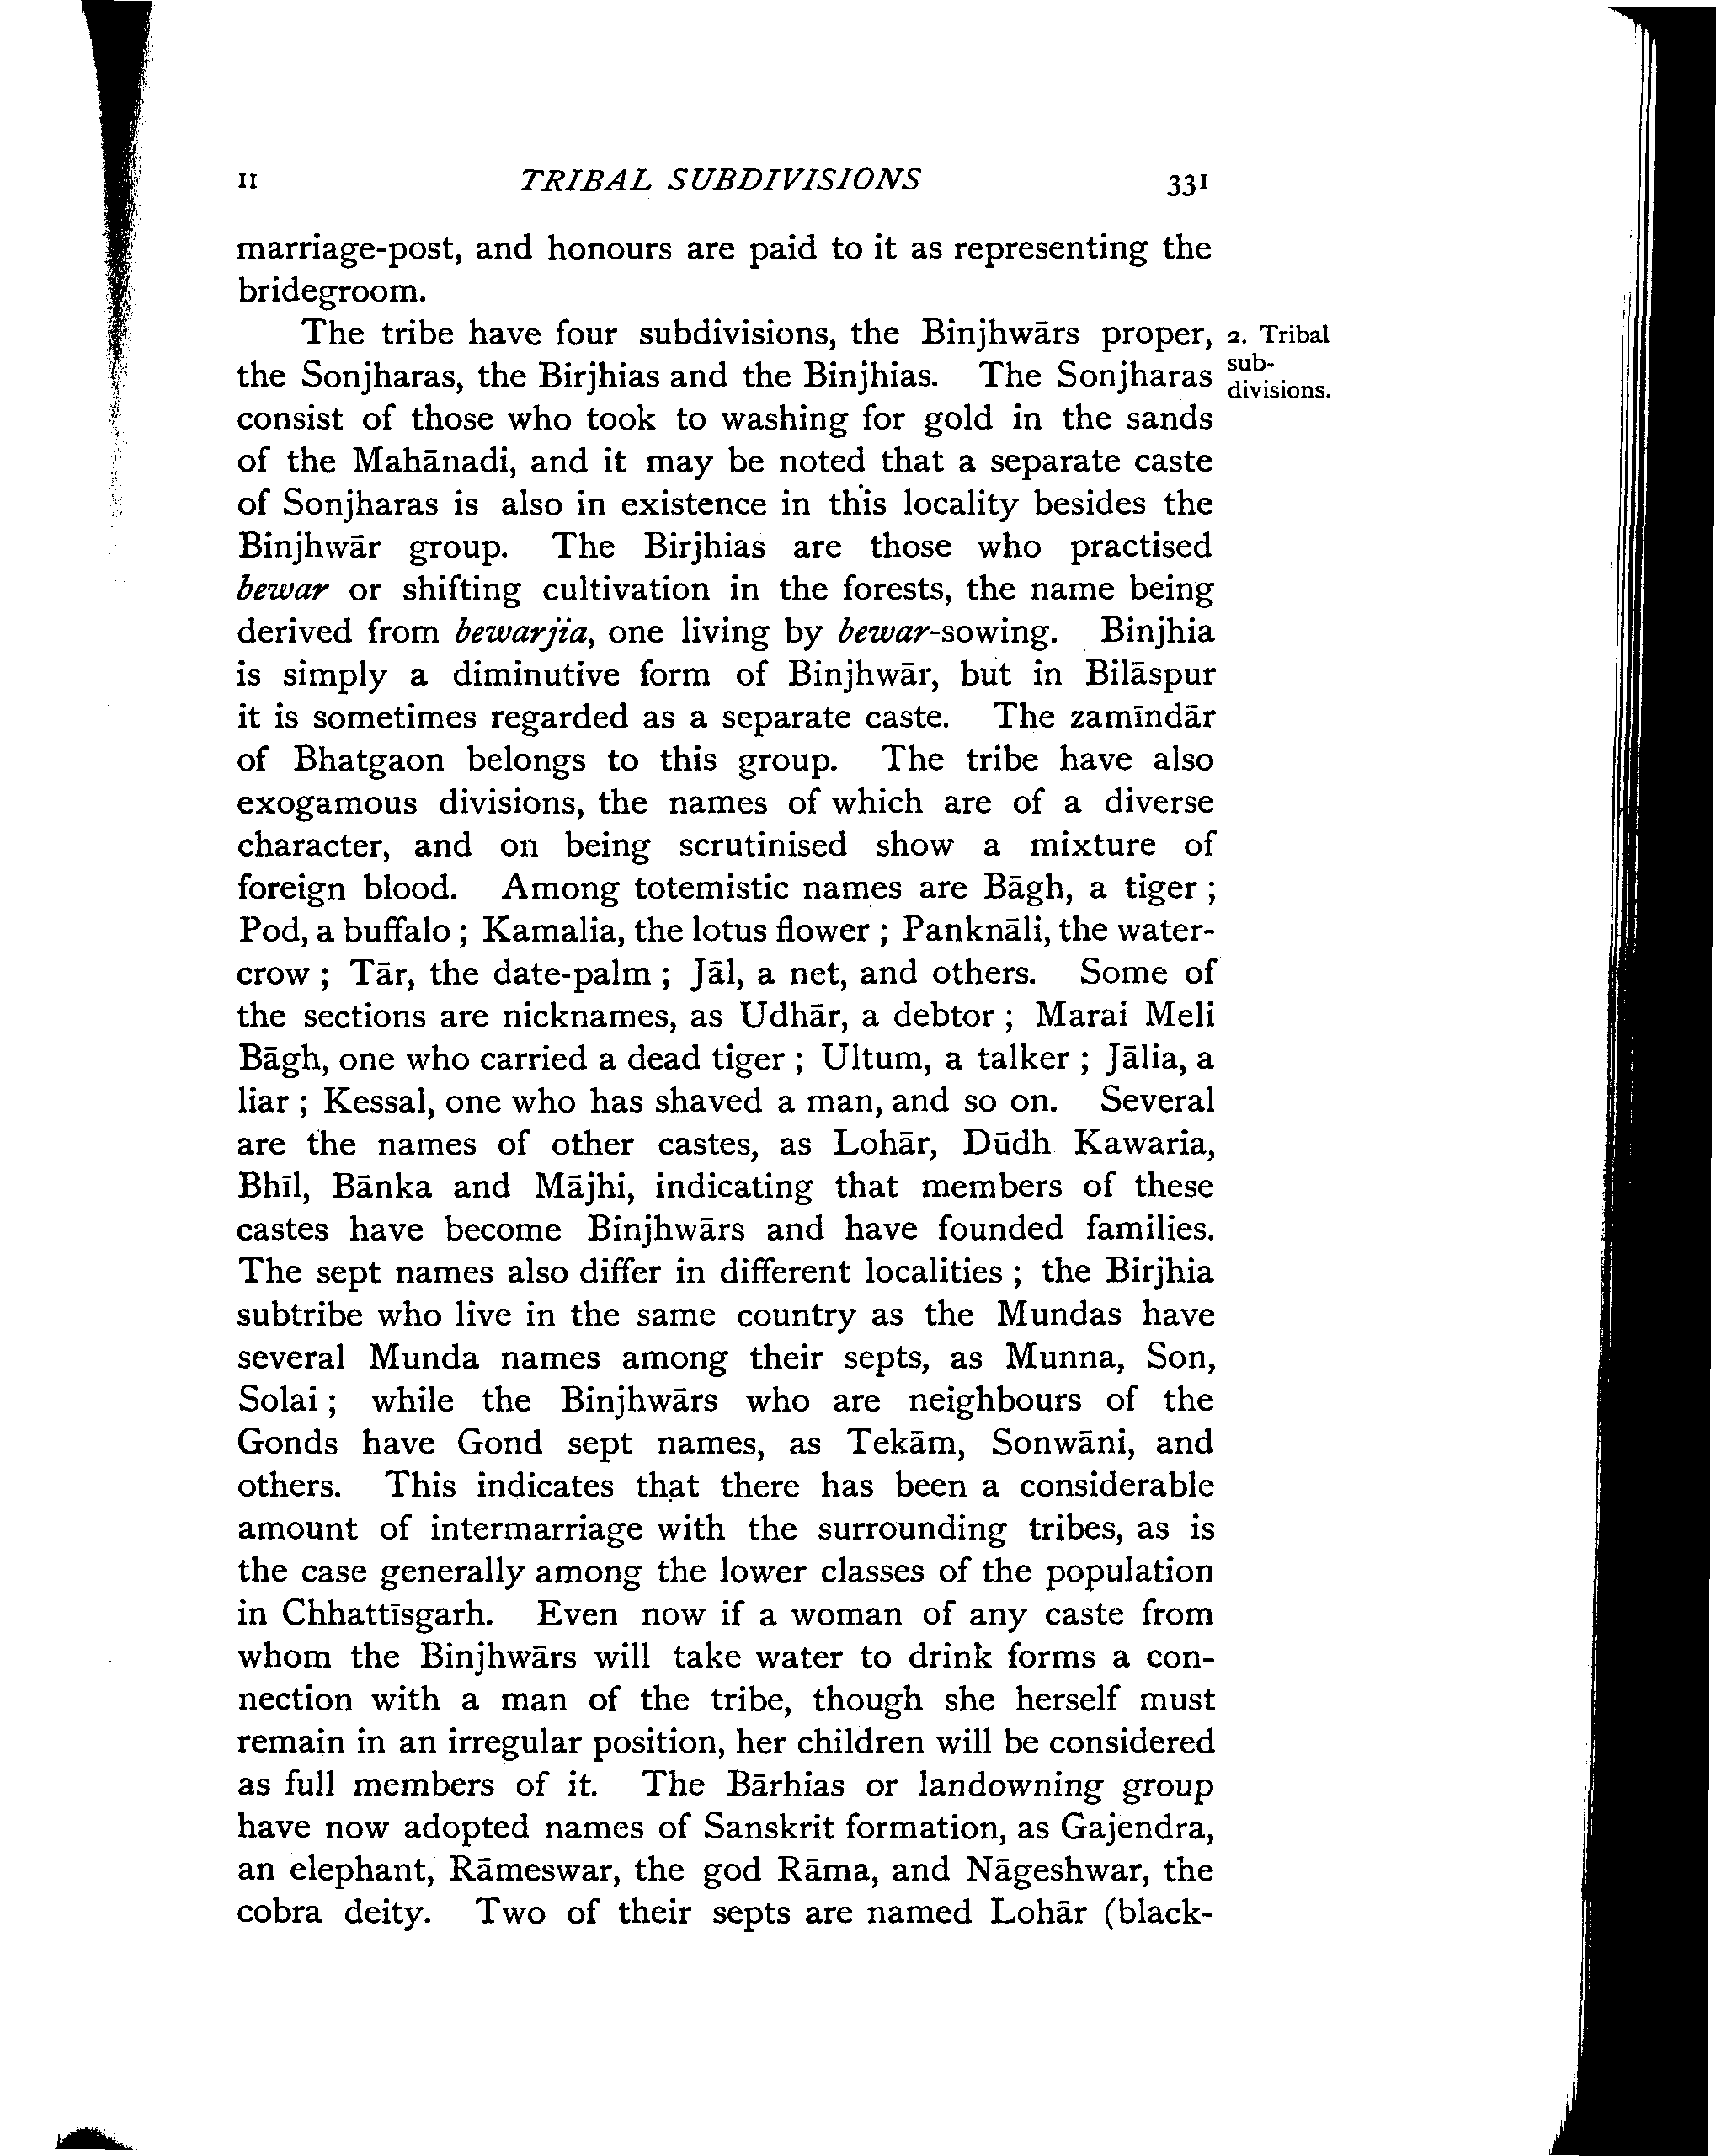 II TRIBAL SUBDIVISIONS 331
marriage-post, and honours are paid to it as representing the
bridegroom.
The tribe have four subdivisions, the Binjhwārs proper,
the Sonjharas, the Birjhias and the Binjhias. The Sonjharas
consist of those who took to washing for gold in the sands
of the Mahānadi, and it may be noted that a separate caste
of Sonjharas is also in existence in this locality besides the
Binjhwār group. The Birjhias are those who practised
bewar or shifting cultivation in the forests, the name being
derived from bewarjia, one living by bewar-sowing. Binjhia
is simply a diminutive form of Binjhwār, but in Bilāspur
it is sometimes regarded as a separate caste. The zamīndār
of Bhatgaon belongs to this group. The tribe have also
exogamous divisions, the names of which are of a diverse
character, and on being scrutinised show a mixture of
foreign blood. Among totemistic names are Bāgh, a tiger ;
Pod, a buffalo ; Kamalia, the lotus flower ; Panknāli, the water-
crow ; Tār, the date-palm ; Jāl, a net, and others. Some of
the sections are nicknames, as Udhār, a debtor ; Marai Meli
Bāgh, one who carried a dead tiger ; Ultum, a talker ; Jālia, a
liar ; Kessal, one who has shaved a man, and so on. Several
are the names of other castes, as Lohār, Dūdh Kawaria,
Bhīl, Bānka and Mājhi, indicating that members of these
castes have become Binjhwārs and have founded families.
The sept names also differ in different localities ; the Birjhia
subtribe who live in the same country as the Mundas have
several Munda names among their septs, as Munna, Son,
Solai ; while the Binjhwārs who are neighbours of the
Gonds have Gond sept names, as Tekām, Sonwāni, and
others. This indicates that there has been a considerable
amount of intermarriage with the surrounding tribes, as is
the case generally among the lower classes of the population
in Chhattīsgarh. Even now if a woman of any caste from
whom the Binjhwārs will take water to drink forms a con-
nection with a man of the tribe, though she herself must
remain in an irregular position, her children will be considered
as full members of it. The Bārhias or landowning group
have now adopted names of Sanskrit formation, as Gajendra,
an elephant, Rāmeswar, the god Rāma, and Nāgeshwar, the
cobra deity. Two of their septs are named Lohār (black-
2. Tribal
sub-
divisions.